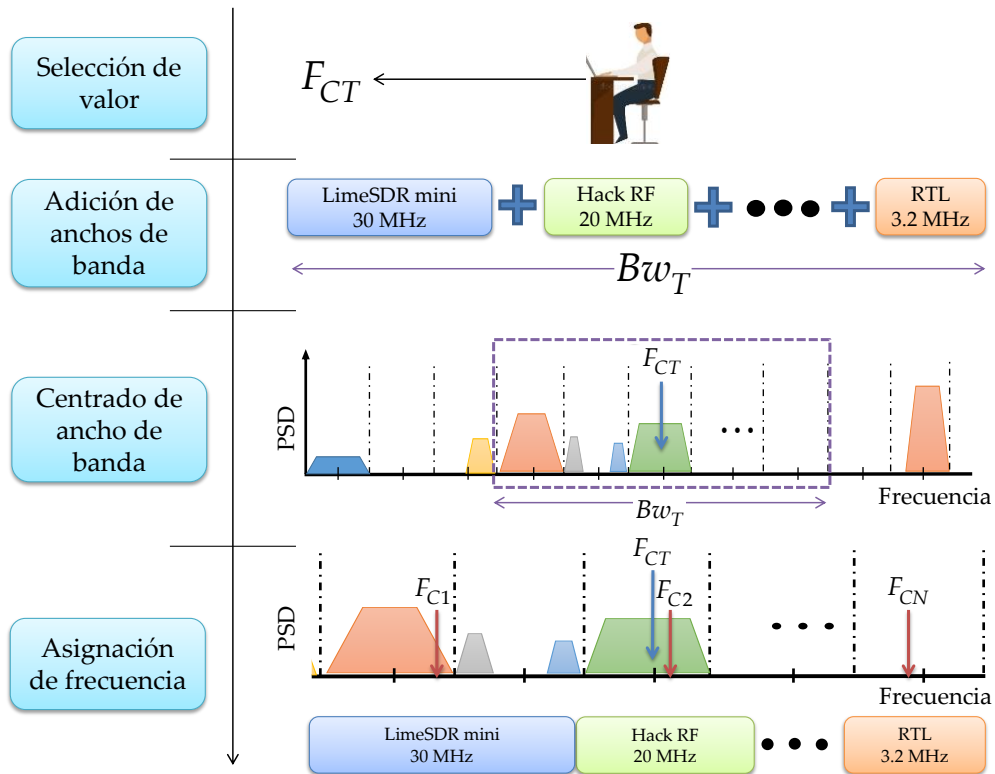 Selección de
valor
F_CT
Adición de
anchos de
banda
LimeSDR mini
30 MHz
Hack RF
20 MHz
RTL
3.2 MHz
Bw_T
Centrado de
ancho de
banda
PSD
F_CT
Frecuencia
Bw_T
Asignación
de frecuencia
PSD
F_C1
F_CT
F_C2
F_CN
Frecuencia
LimeSDR mini
30 MHz
Hack RF
20 MHz
RTL
3.2 MHz